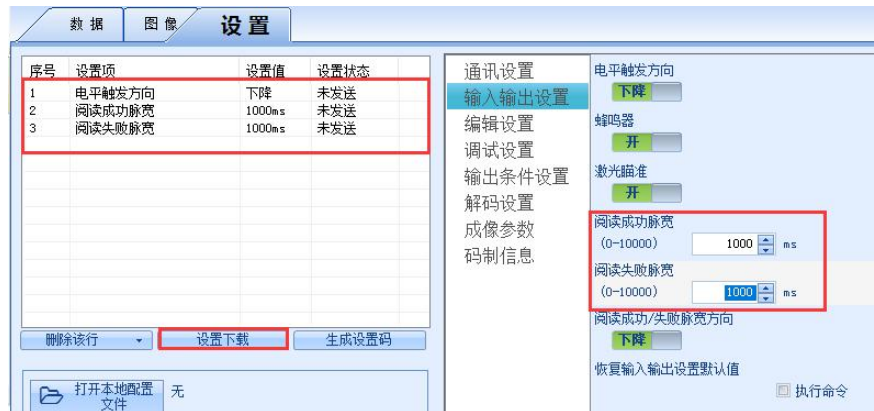 数据 图像 设置
序号 设置项 设置值 设置状态
1 电平触发方向 下降 未发送
2 阅读成功脉宽 1000ms 未发送
3 阅读失败脉宽 1000ms 未发送
删除该行 设置下载 生成设置码
打开本地配置
文件
无
通讯设置
输入输出设置
编辑设置
调试设置
输出条件设置
解码设置
成像参数
码制信息
电平触发方向
下降
蜂鸣器
开
激光瞄准
开
阅读成功脉宽
(0-10000) 1000 ms
阅读失败脉宽
(0-10000) 1000 ms
阅读成功/失败脉宽方向
下降
恢复输入输出设置默认值
执行命令